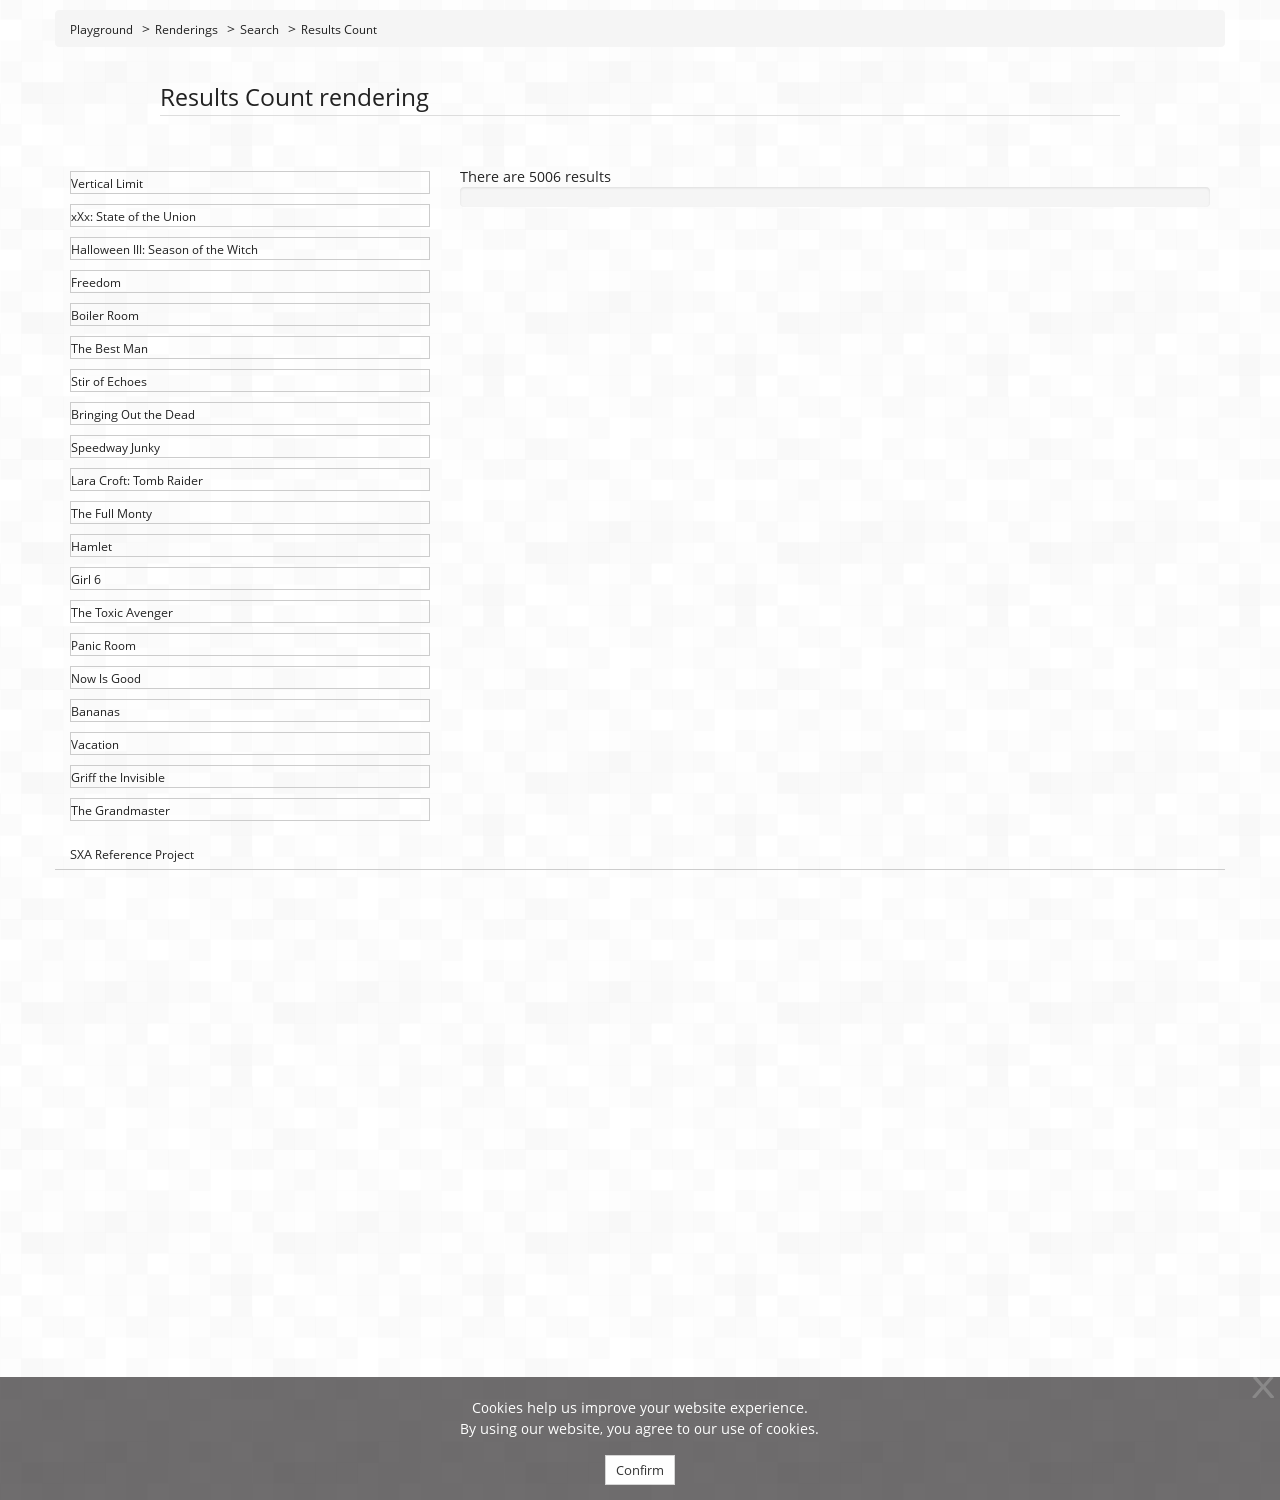 Playground > Renderings > Search > Results Count
Results Count rendering
Vertical Limit
xXx: State of the Union
Halloween III: Season of the Witch
Freedom
Boiler Room
The Best Man
Stir of Echoes
Bringing Out the Dead
Speedway Junky
Lara Croft: Tomb Raider
The Full Monty
Hamlet
Girl 6
The Toxic Avenger
Panic Room
Now Is Good
Bananas
Vacation
Griff the Invisible
The Grandmaster
There are 5006 results
SXA Reference Project
Cookies help us improve your website experience.
By using our website, you agree to our use of cookies.
Confirm